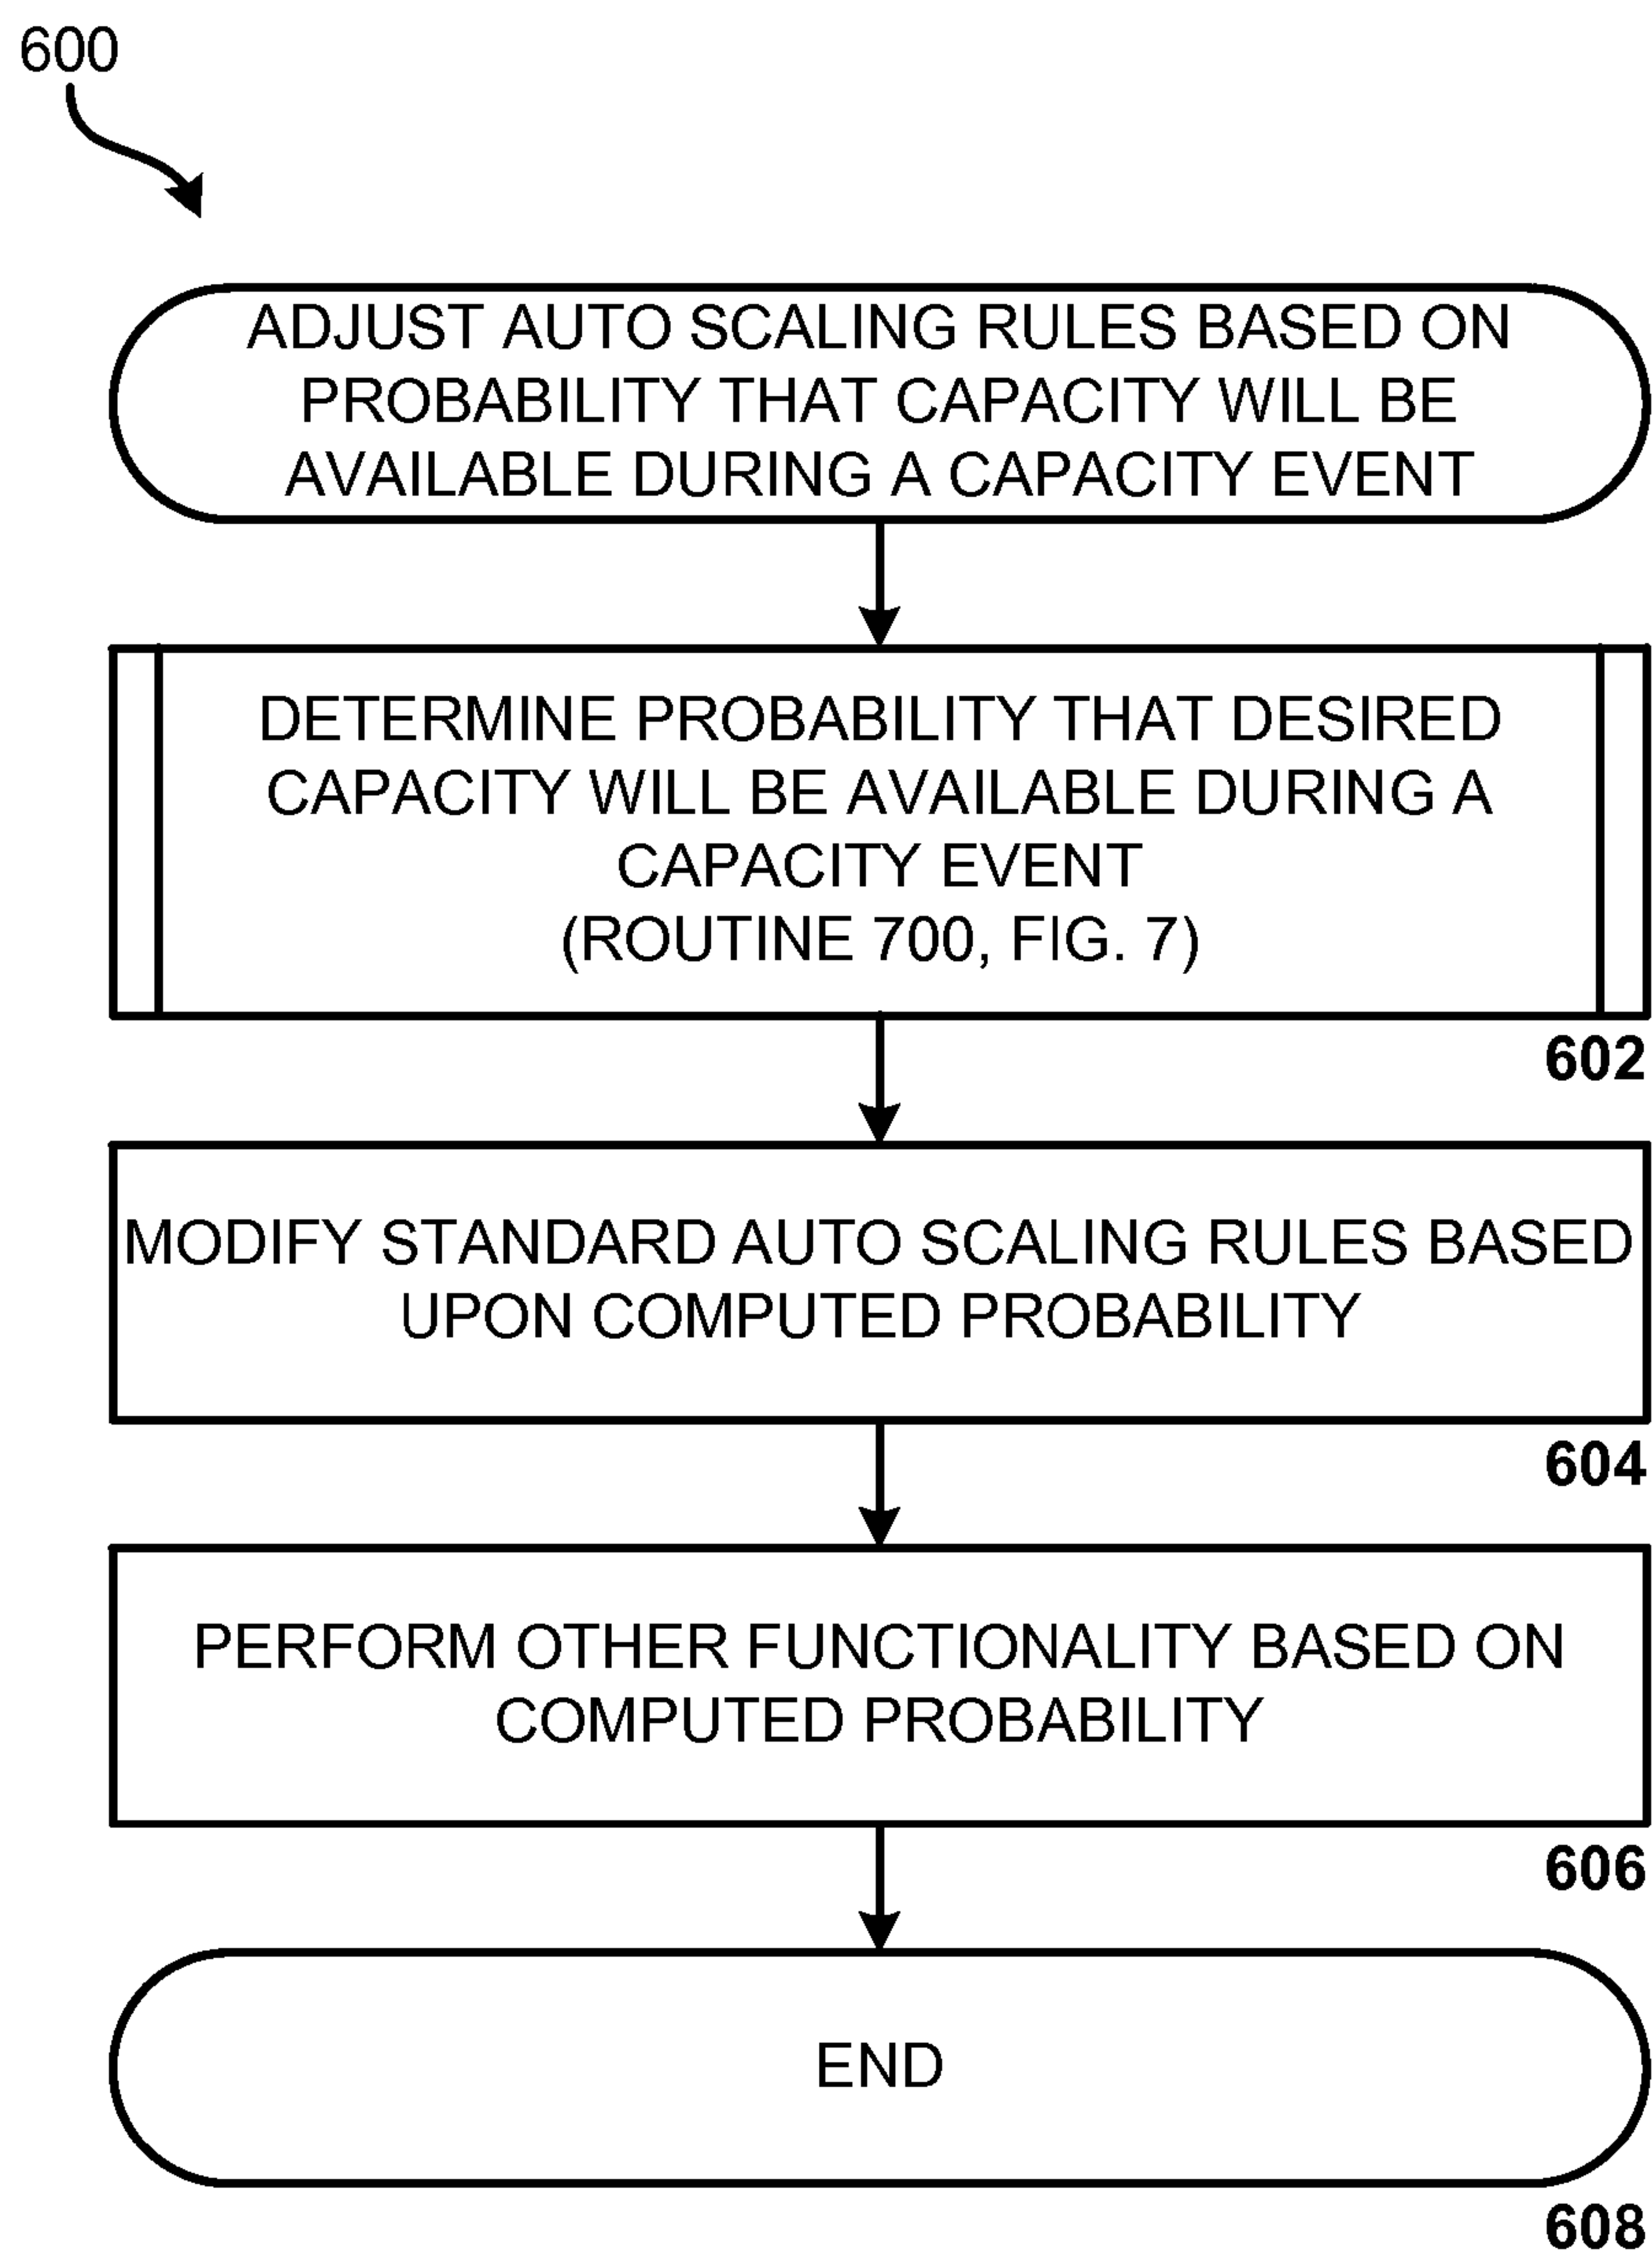 600
ADJUST AUTO SCALING RULES BASED ON
PROBABILITY THAT CAPACITY WILL BE
AVAILABLE DURING A CAPACITY EVENT
DETERMINE PROBABILITY THAT DESIRED
CAPACITY WILL BE AVAILABLE DURING A
CAPACITY EVENT
(ROUTINE 700, FIG. 7)
602
MODIFY STANDARD AUTO SCALING RULES BASED
UPON COMPUTED PROBABILITY
604
PERFORM OTHER FUNCTIONALITY BASED ON
COMPUTED PROBABILITY
606
END
608